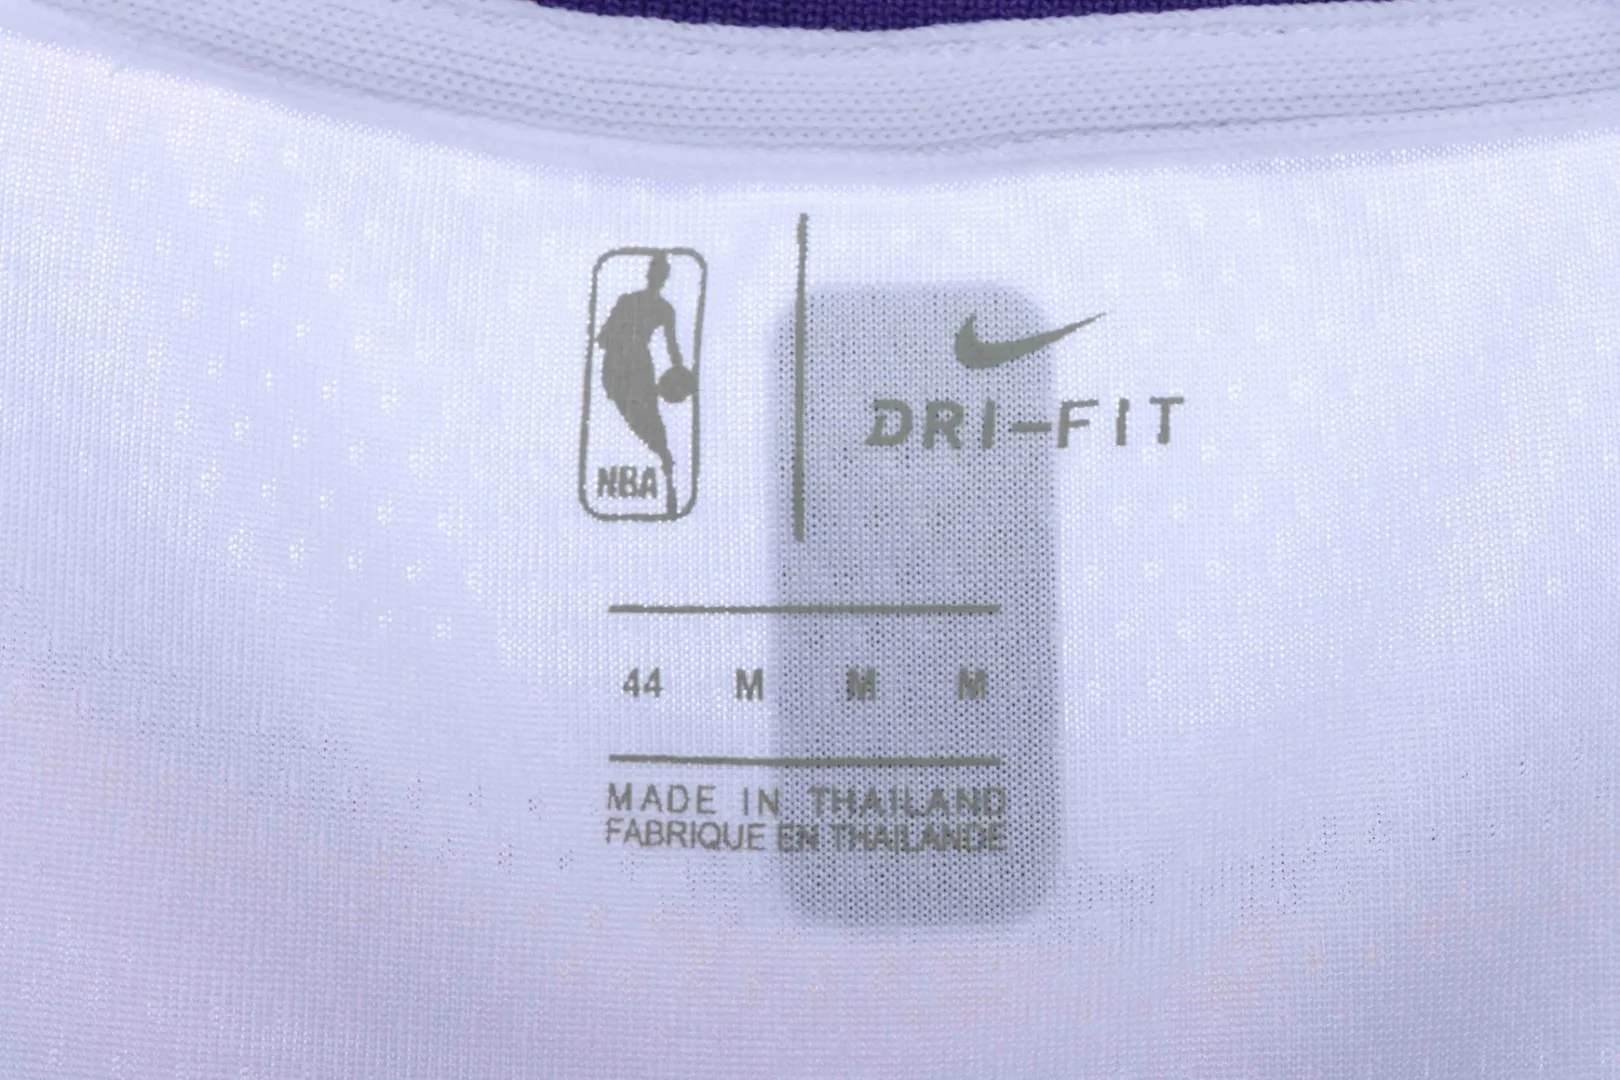 NBA
DRI-FIT
44 M M M
MADE IN THAILAND
FABRIQUE EN THAILANDE